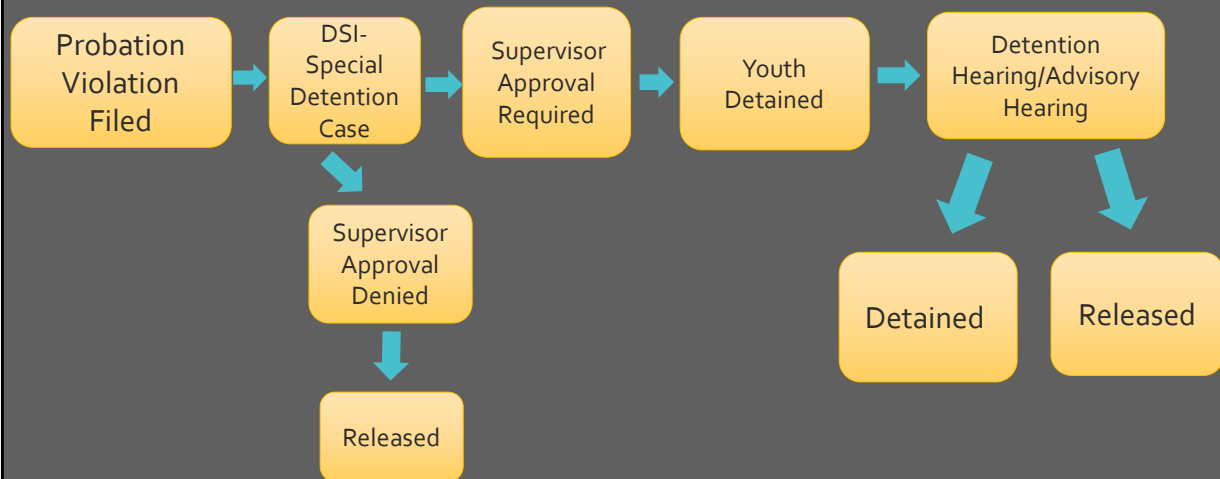 Probation
Violation
Filed
DSI-
Special
Detention
Case
Supervisor
Approval
Required
Youth
Detained
Detention
Hearing/Advisory
Hearing
Supervisor
Approval
Denied
Released
Detained
Released